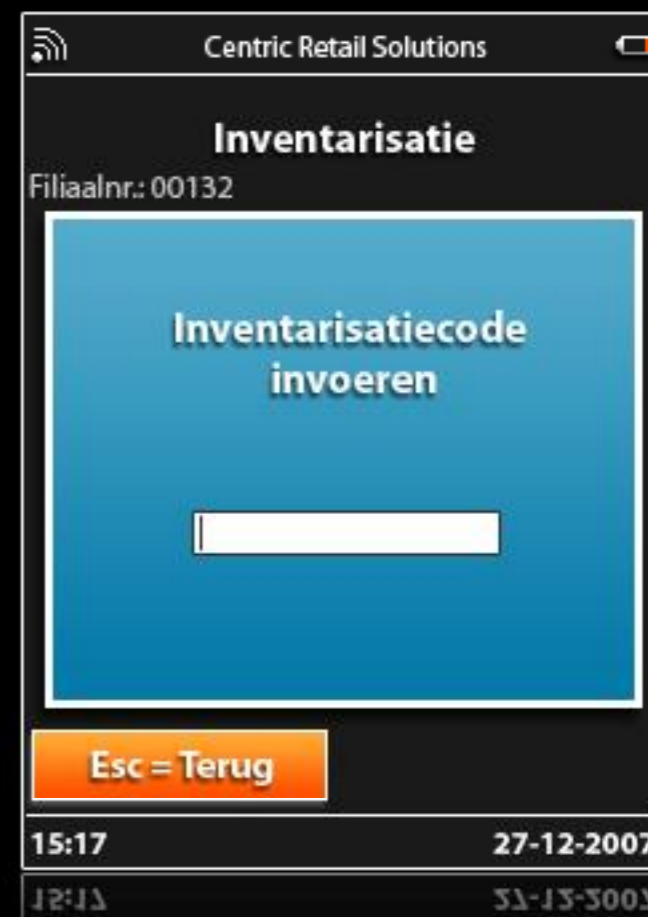 Centric Retail Solutions
Inventarisatie
Filiaalnr.: 00132
Inventarisatiecode
invoeren
Esc = Terug
15:17 27-12-2007